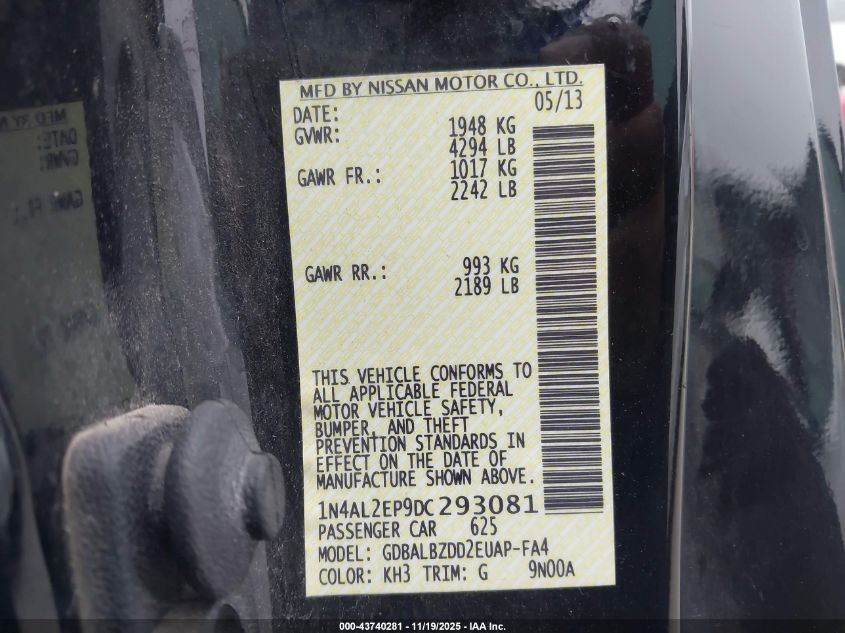 MFD BY NISSAN MOTOR CO., LTD.
DATE: 05/13
GVWR: 1948 KG
4294 LB
GAWR FR.: 1017 KG
2242 LB
GAWR RR.: 993 KG
2189 LB
THIS VEHICLE CONFORMS TO
ALL APPLICABLE FEDERAL
MOTOR VEHICLE SAFETY,
BUMPER, AND THEFT
PREVENTION STANDARDS IN
EFFECT ON THE DATE OF
MANUFACTURE SHOWN ABOVE.
1N4AL2EP9DC293081
PASSENGER CAR 625
MODEL: GDBALBZDD2EUAP-FA4
COLOR: KH3 TRIM: G 9N00A
000-43740281 - 11/19/2025 - IAA Inc.